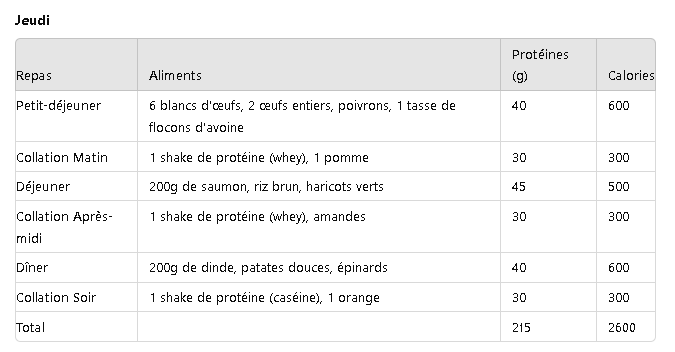 Jeudi
Protéines
Repas Aliments (g) Calories
Petit-déjeuner 6 blancs d'œufs, 2 œufs entiers, poivrons, 1 tasse de 40 600
flocons d'avoine
Collation Matin 1 shake de protéine (whey), 1 pomme 30 300
Déjeuner 200g de saumon, riz brun, haricots verts 45 500
Collation Après- 1 shake de protéine (whey), amandes 30 300
midi
Dîner 200g de dinde, patates douces, épinards 40 600
Collation Soir 1 shake de protéine (caséine), 1 orange 30 300
Total 215 2600